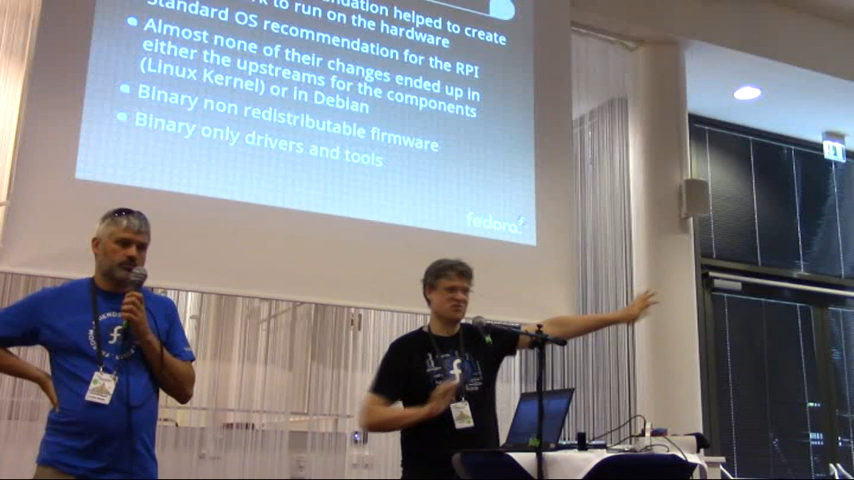 ndation helped to create
rk to run on the hardware
Standard OS recommendation for the RPI
Almost none of their changes ended up in
either the upstreams for the components
(Linux Kernel) or in Debian
Binary non redistributable firmware
Binary only drivers and tools
fedora